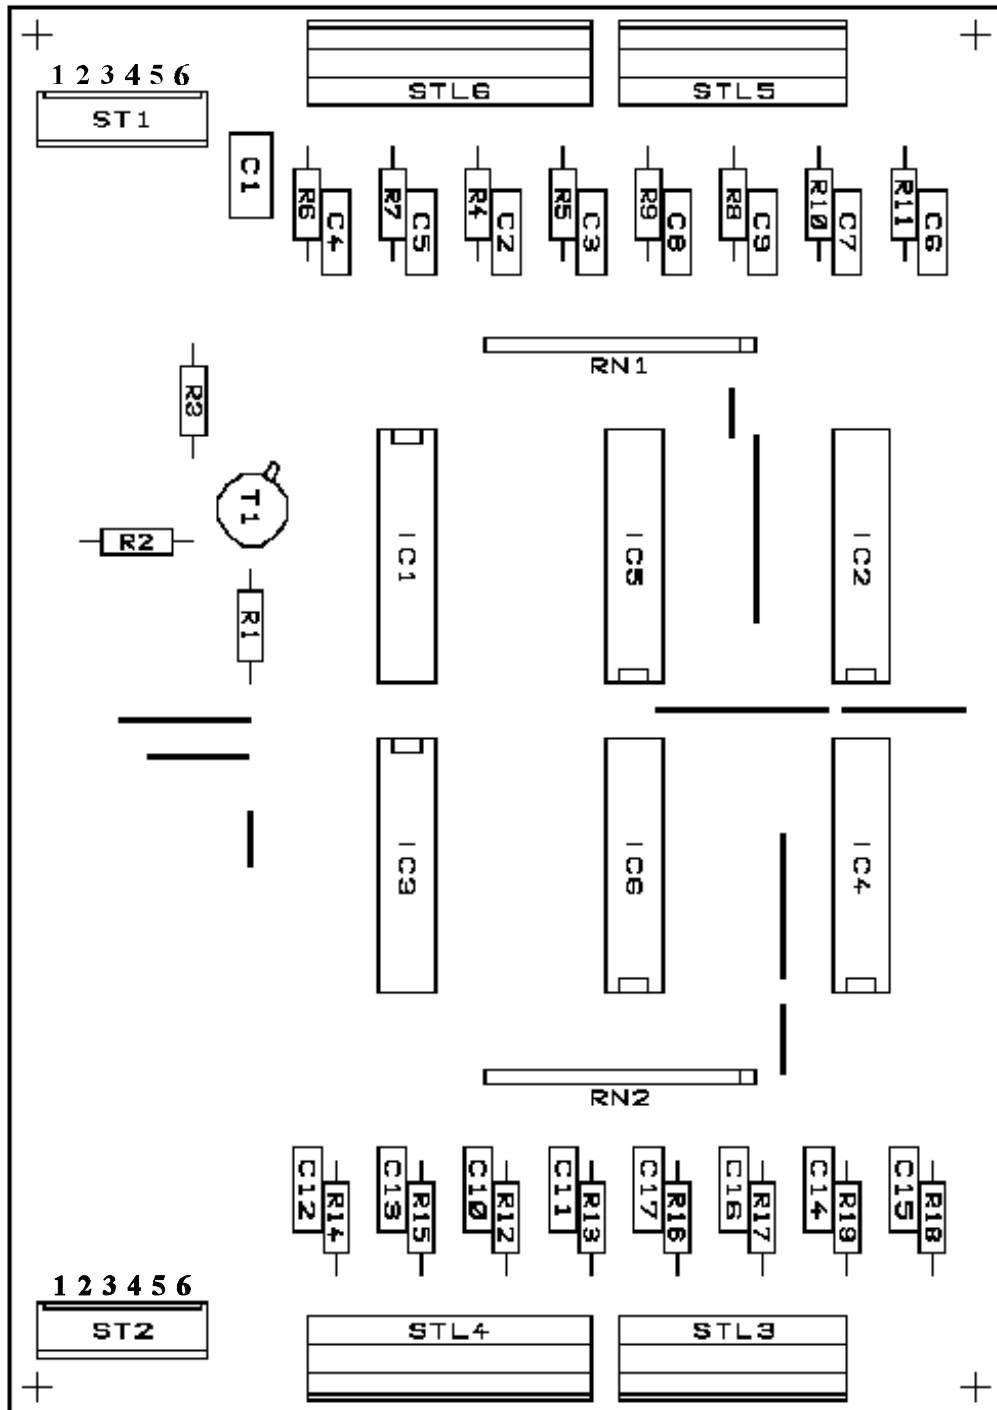 STL6 STL5
1 2 3 4 5 6
ST1
C1
R6 C4 R7 C5 R4 C2 R5 C3 R9 C8 R8 C9 R10 C7 R11 C6
RN1
R3
T1
R2
IC1 IC5 IC2
R1
IC3 IC6 IC4
RN2
C12 R14 C13 R15 C10 R12 C11 R13 C17 R16 C16 R17 C14 R19 C15 R18
1 2 3 4 5 6
ST2 STL4 STL3